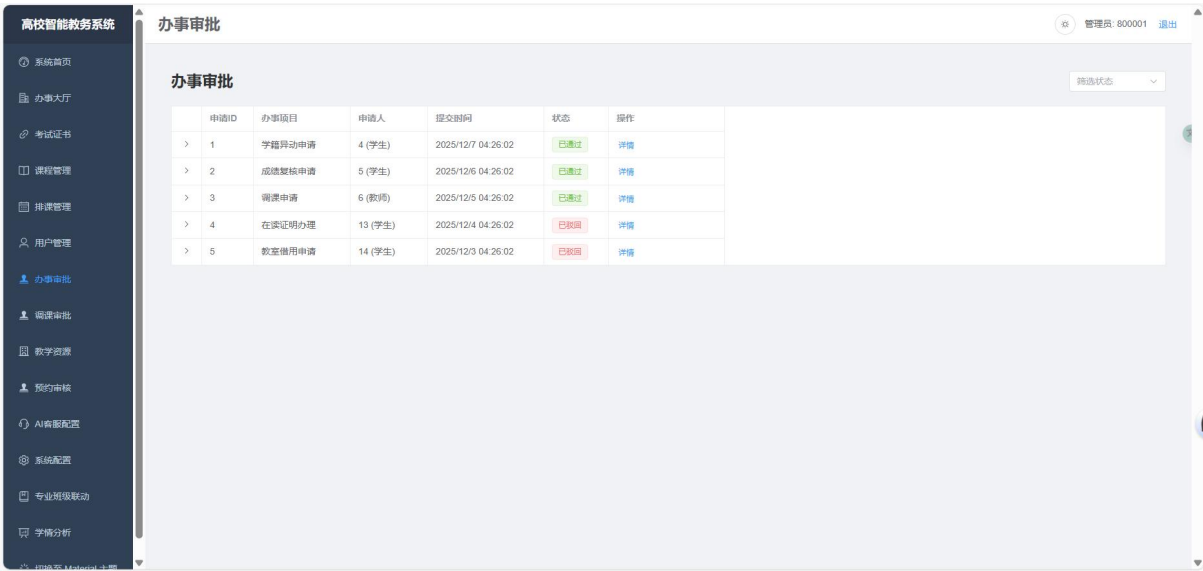 高校智能教务系统
办事审批
管理员: 800001 退出
系统首页
办事大厅
考试证书
课程管理
排课管理
用户管理
办事审批
调课审批
教学资源
预约审核
AI客服配置
系统配置
专业班级联动
学情分析
切换至 Material 主题
办事审批
筛选状态
申请ID 办事项目 申请人 提交时间 状态 操作
1 学籍异动申请 4 (学生) 2025/12/7 04:26:02 已通过 详情
2 成绩复核申请 5 (学生) 2025/12/6 04:26:02 已通过 详情
3 调课申请 6 (教师) 2025/12/5 04:26:02 已通过 详情
4 在读证明办理 13 (学生) 2025/12/4 04:26:02 已驳回 详情
5 教室借用申请 14 (学生) 2025/12/3 04:26:02 已驳回 详情